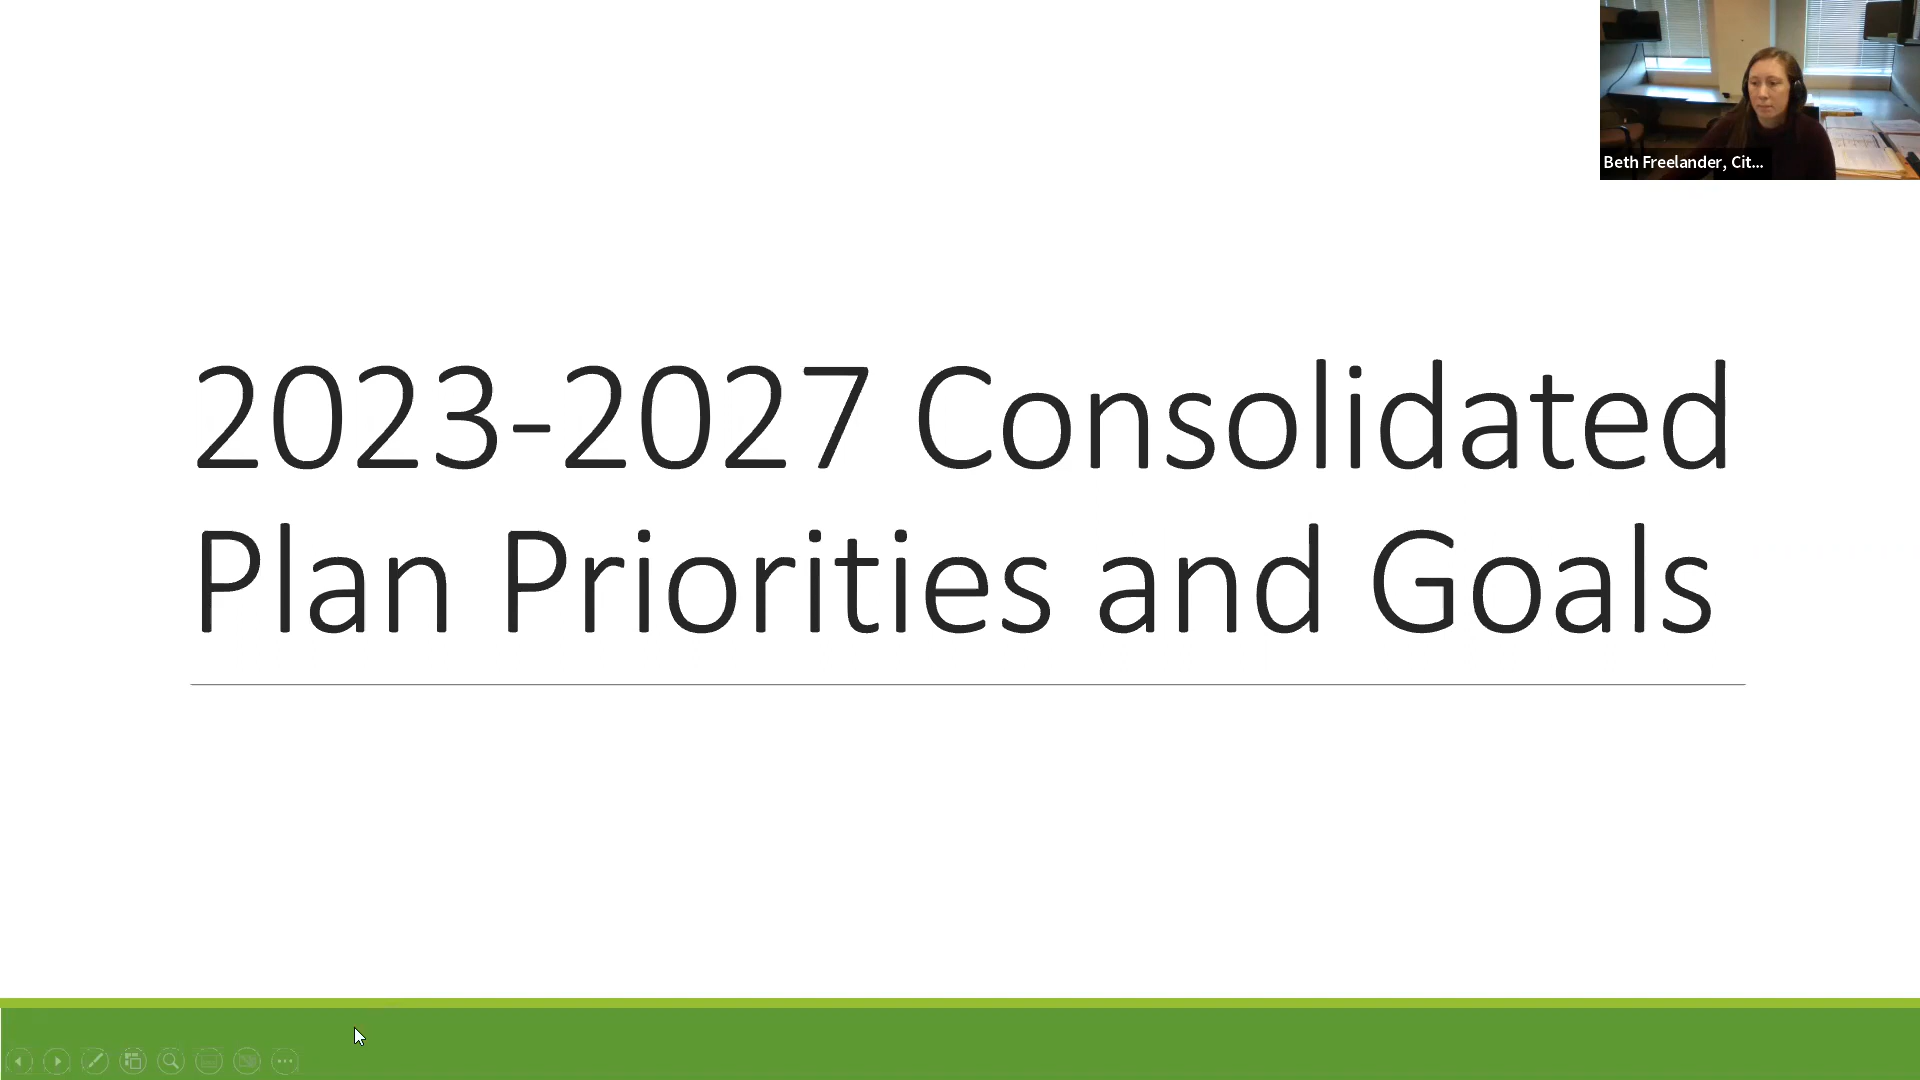 Beth Freelander, Cit...
2023-2027 Consolidated
Plan Priorities and Goals